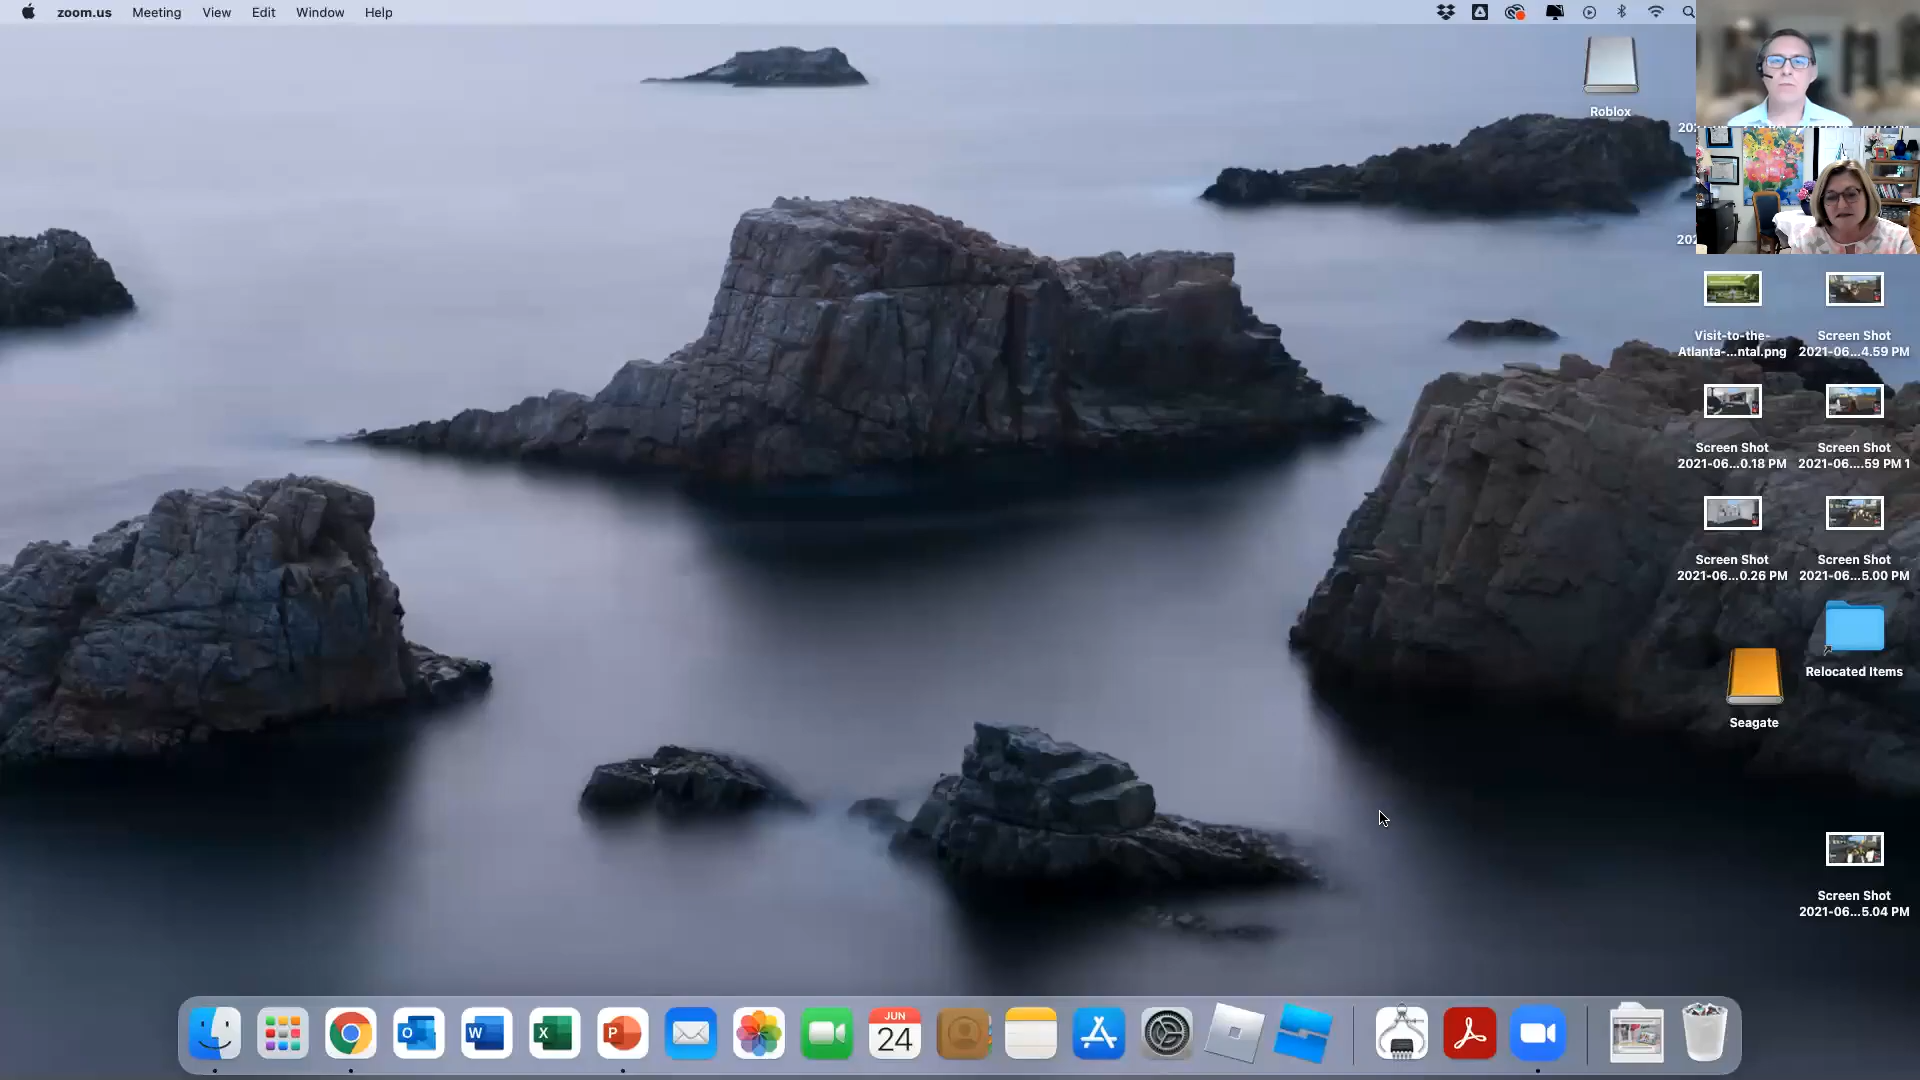 zoom.us Meeting View Edit Window Help
Roblox
Visit-to-the-
Atlanta-...ntal.png
Screen Shot
2021-06...4.59 PM
Screen Shot
2021-06...0.18 PM
Screen Shot
2021-06....59 PM 1
Screen Shot
2021-06...0.26 PM
Screen Shot
2021-06...5.00 PM
Relocated Items
Seagate
Screen Shot
2021-06...5.04 PM
JUN
24